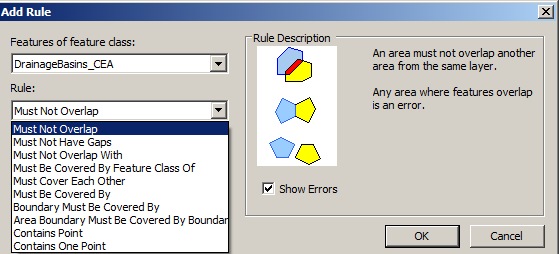 Add Rule
Features of feature class:
DrainageBasins_CEA
Rule:
Must Not Overlap
Must Not Overlap
Must Not Have Gaps
Must Not Overlap With
Must Be Covered By Feature Class Of
Must Cover Each Other
Must Be Covered By
Boundary Must Be Covered By
Area Boundary Must Be Covered By Boundar
Contains Point
Contains One Point
Rule Description
An area must not overlap another
area from the same layer.
Any area where features overlap
is an error.
Show Errors
OK
Cancel